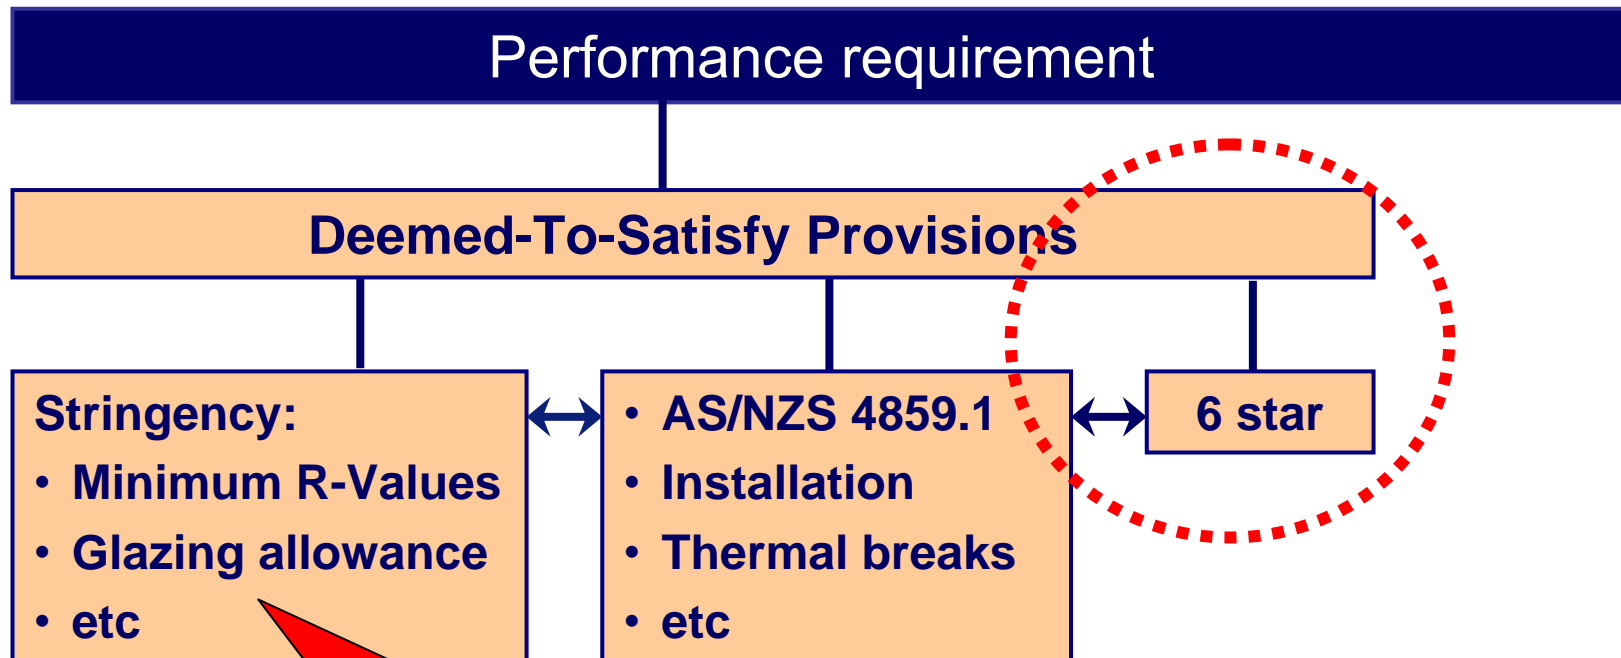 Performance requirement
Deemed-To-Satisfy Provisions
Stringency:
• Minimum R-Values
• Glazing allowance
• etc
• AS/NZS 4859.1
• Installation
• Thermal breaks
• etc
6 star